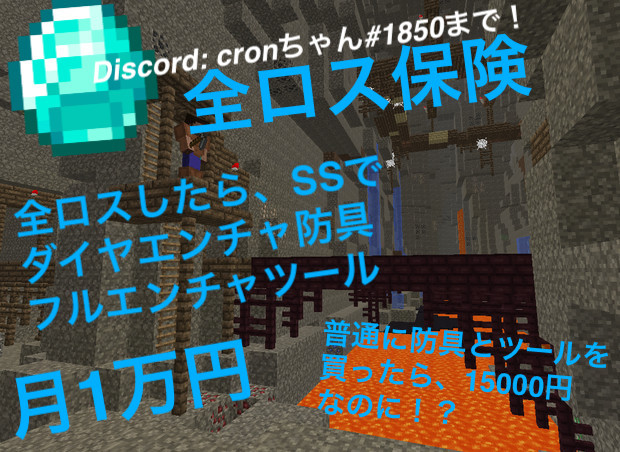 Discord: cronちゃん#1850まで！
全ロス保険
全ロスしたら、SSで
ダイヤエンチャ防具
フルエンチャツール
月1万円
普通に防具とツールを
買ったら、15000円
なのに！？